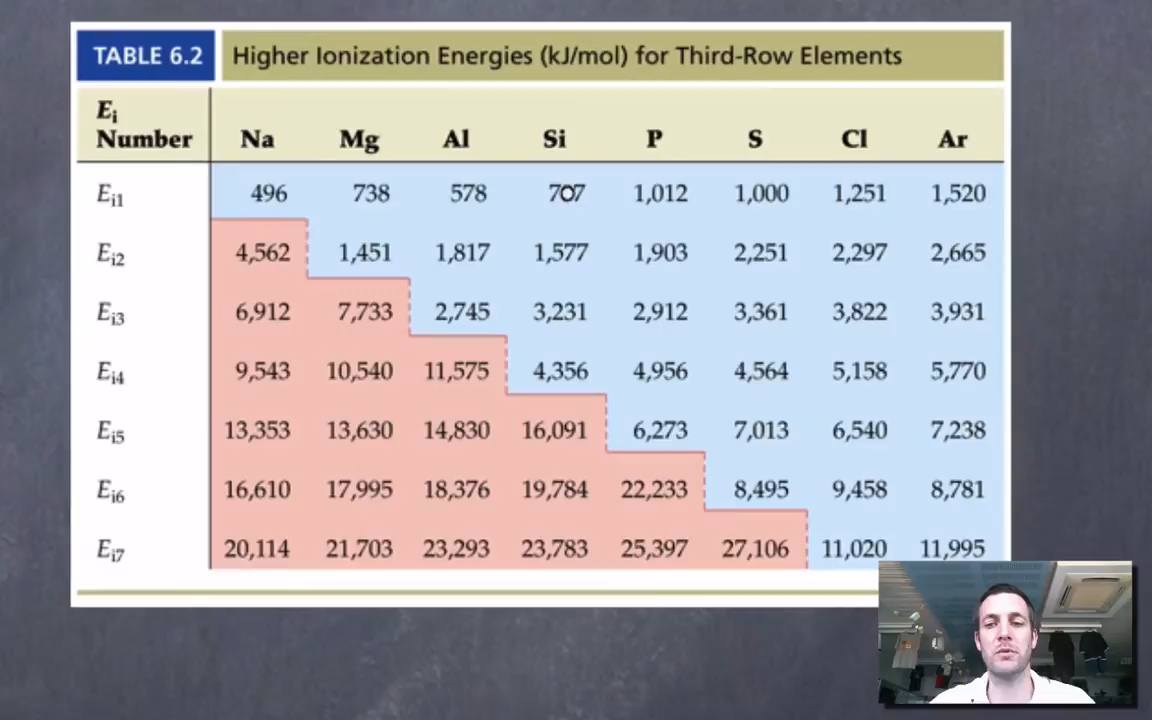 TABLE 6.2 Higher Ionization Energies (kJ/mol) for Third-Row Elements
Ei
Number Na Mg Al Si P S Cl Ar
Ei1 496 738 578 1,012 1,000 1,251 1,520
Ei2 4,562 1,451 1,817 1,577 1,903 2,251 2,297 2,665
Ei3 6,912 7,733 2,745 3,231 2,912 3,361 3,822 3,931
Ei4 9,543 10,540 11,575 4,356 4,956 4,564 5,158 5,770
Ei5 13,353 13,630 14,830 16,091 6,273 7,013 6,540 7,238
Ei6 16,610 17,995 18,376 19,784 22,233 8,495 9,458 8,781
Ei7 20,114 21,703 23,293 23,783 25,397 27,106 11,020 11,995